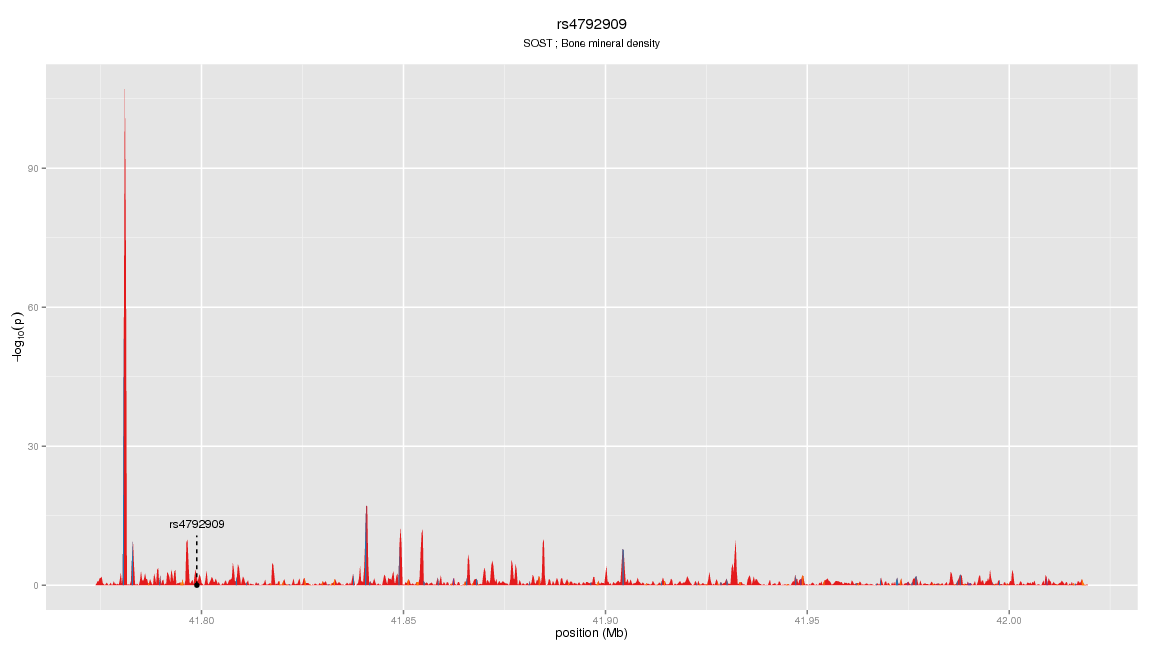 rs4792909
SOST ; Bone mineral density
−log10(p)
90
60
30
0
rs4792909
41.80 41.85 41.90 41.95 42.00
position (Mb)